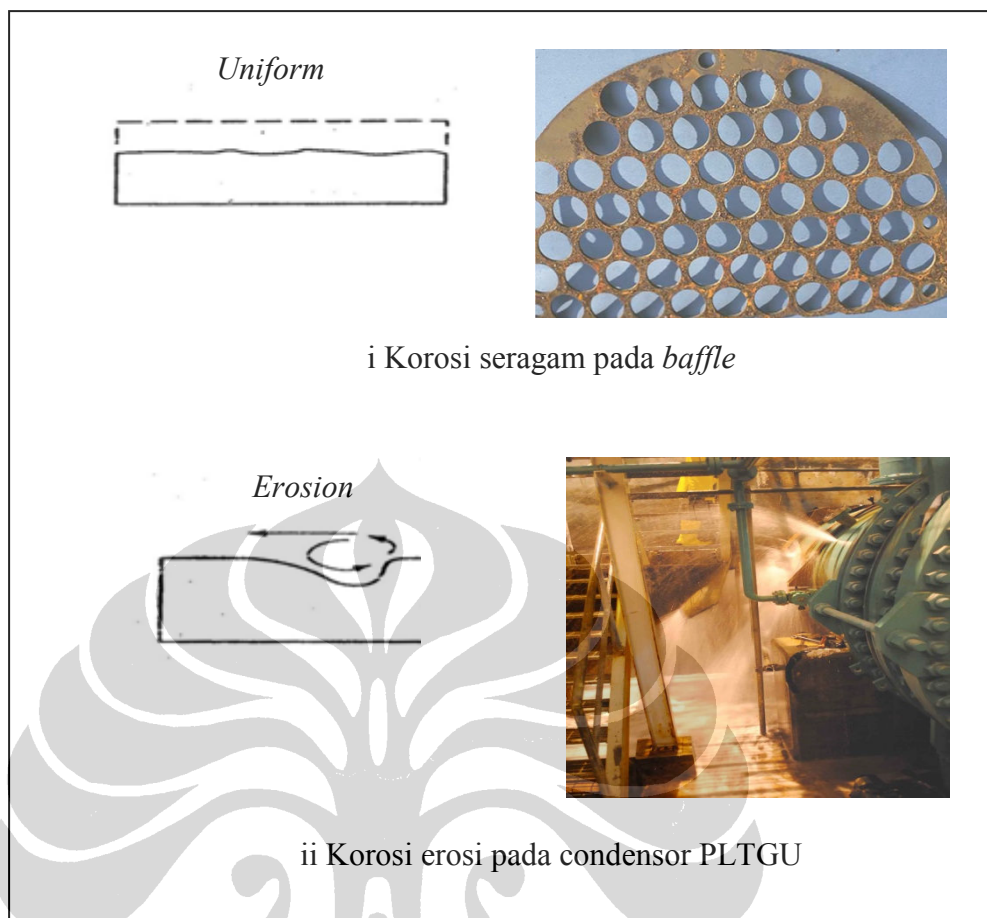 Uniform
i Korosi seragam pada baffle
Erosion
ii Korosi erosi pada condensor PLTGU